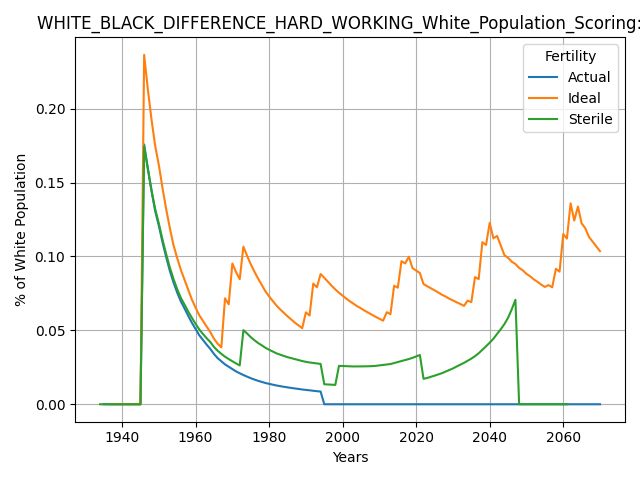 WHITE_BLACK_DIFFERENCE_HARD_WORKING_White_Population_Scoring:
Fertility
Actual
Ideal
Sterile
% of White Population
0.20
0.15
0.10
0.05
0.00
1940 1960 1980 2000 2020 2040 2060
Years